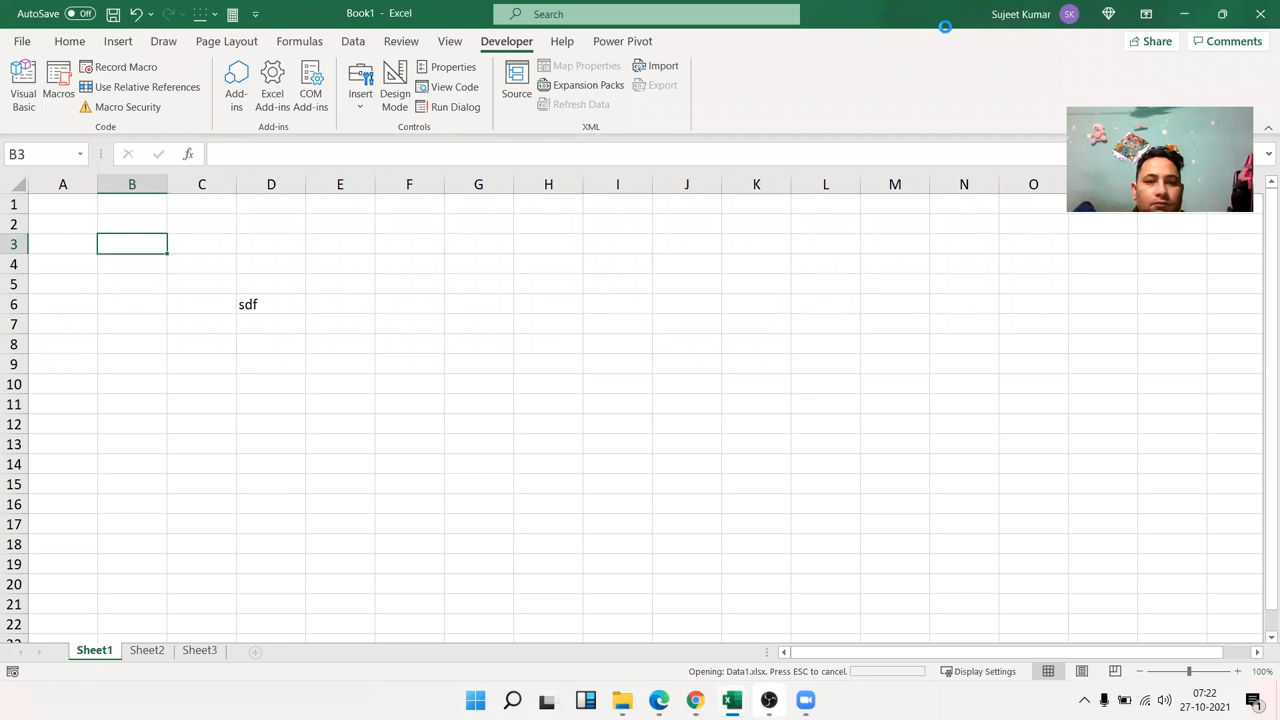 AutoSave Off Book1 - Excel Search Sujeet Kumar SK
File Home Insert Draw Page Layout Formulas Data Review View Developer Help Power Pivot Share Comments
Visual Basic
Macros
Record Macro
Use Relative References
Macro Security
Code
Add-ins
Excel Add-ins
COM Add-ins
Add-ins
Insert
Design Mode
Properties
View Code
Run Dialog
Controls
Source
Map Properties
Expansion Packs
Refresh Data
Import
Export
XML
B3 fx
A B C D E F G H I J K L M N O
1
2
3
4
5
6 sdf
7
8
9
10
11
12
13
14
15
16
17
18
19
20
21
22
Sheet1 Sheet2 Sheet3
Opening: Data1.xlsx. Press ESC to cancel. Display Settings 100%
07:22
27-10-2021
1